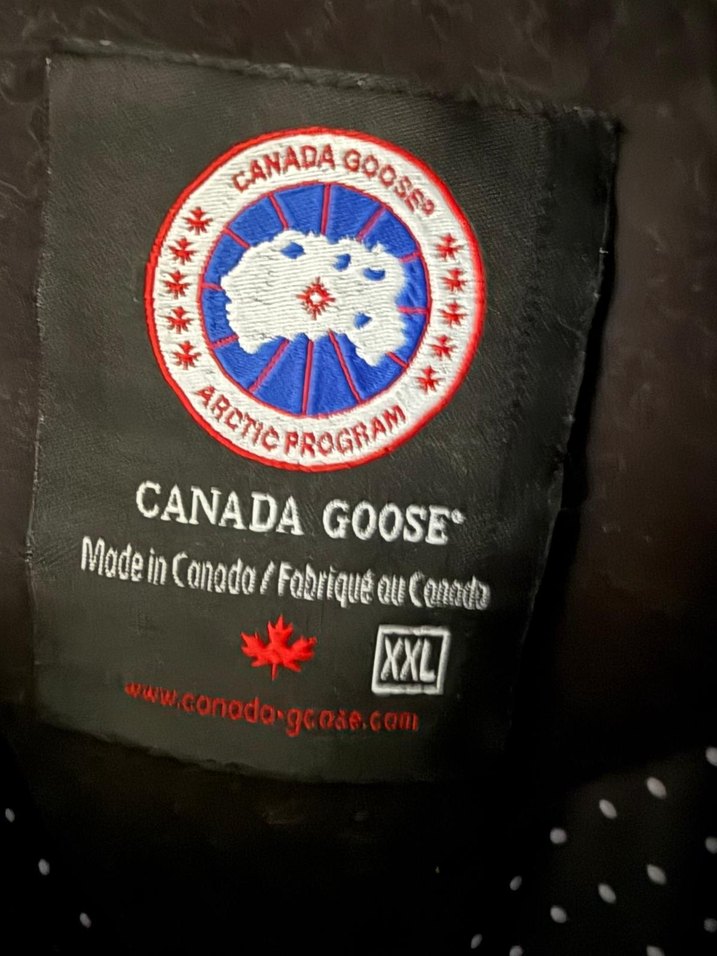 CANADA GOOSE®
ARCTIC PROGRAM
CANADA GOOSE®
Made in Canada / Fabriqué au Canada
XXL
www.canada-goose.com